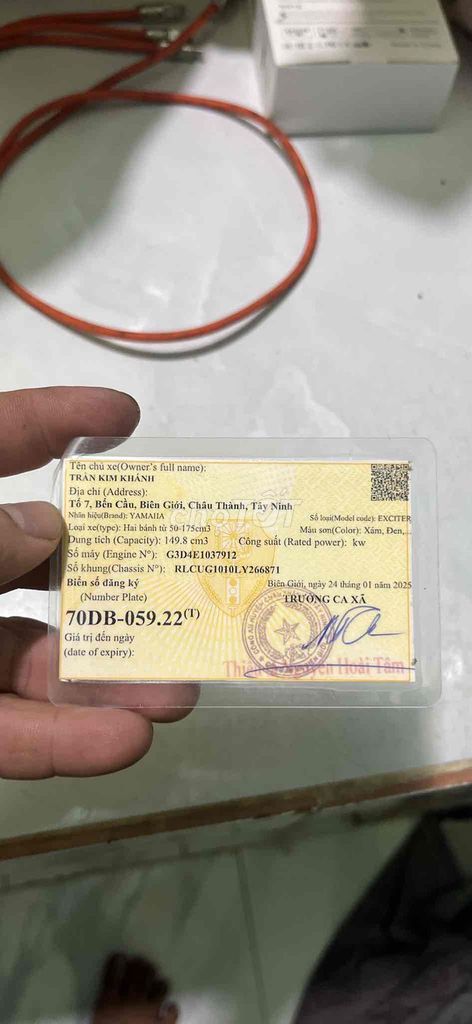 Tên chủ xe(Owner's full name):
TRẦN KIM KHÁNH
Địa chỉ (Address):
Tổ 7, Bến Cầu, Biên Giới, Châu Thành, Tây Ninh
Nhãn hiệu(Brand): YAMAHA Số loại(Model code): EXCITER
Loại xe(type): Hai bánh từ 50-175cm3 Màu sơn(Color): Xám, Đen,...
Dung tích (Capacity): 149.8 cm3 Công suất (Rated power): kw
Số máy (Engine N°): G3D4E1037912
Số khung(Chassis N°): RLCUG1010LY266871
Biển số đăng ký Biên Giới, ngày 24 tháng 01 năm 2025
(Number Plate) TRƯỞNG CA XÃ
70DB-059.22(T)
Giá trị đến ngày
(date of expiry):
Hoài Tâm